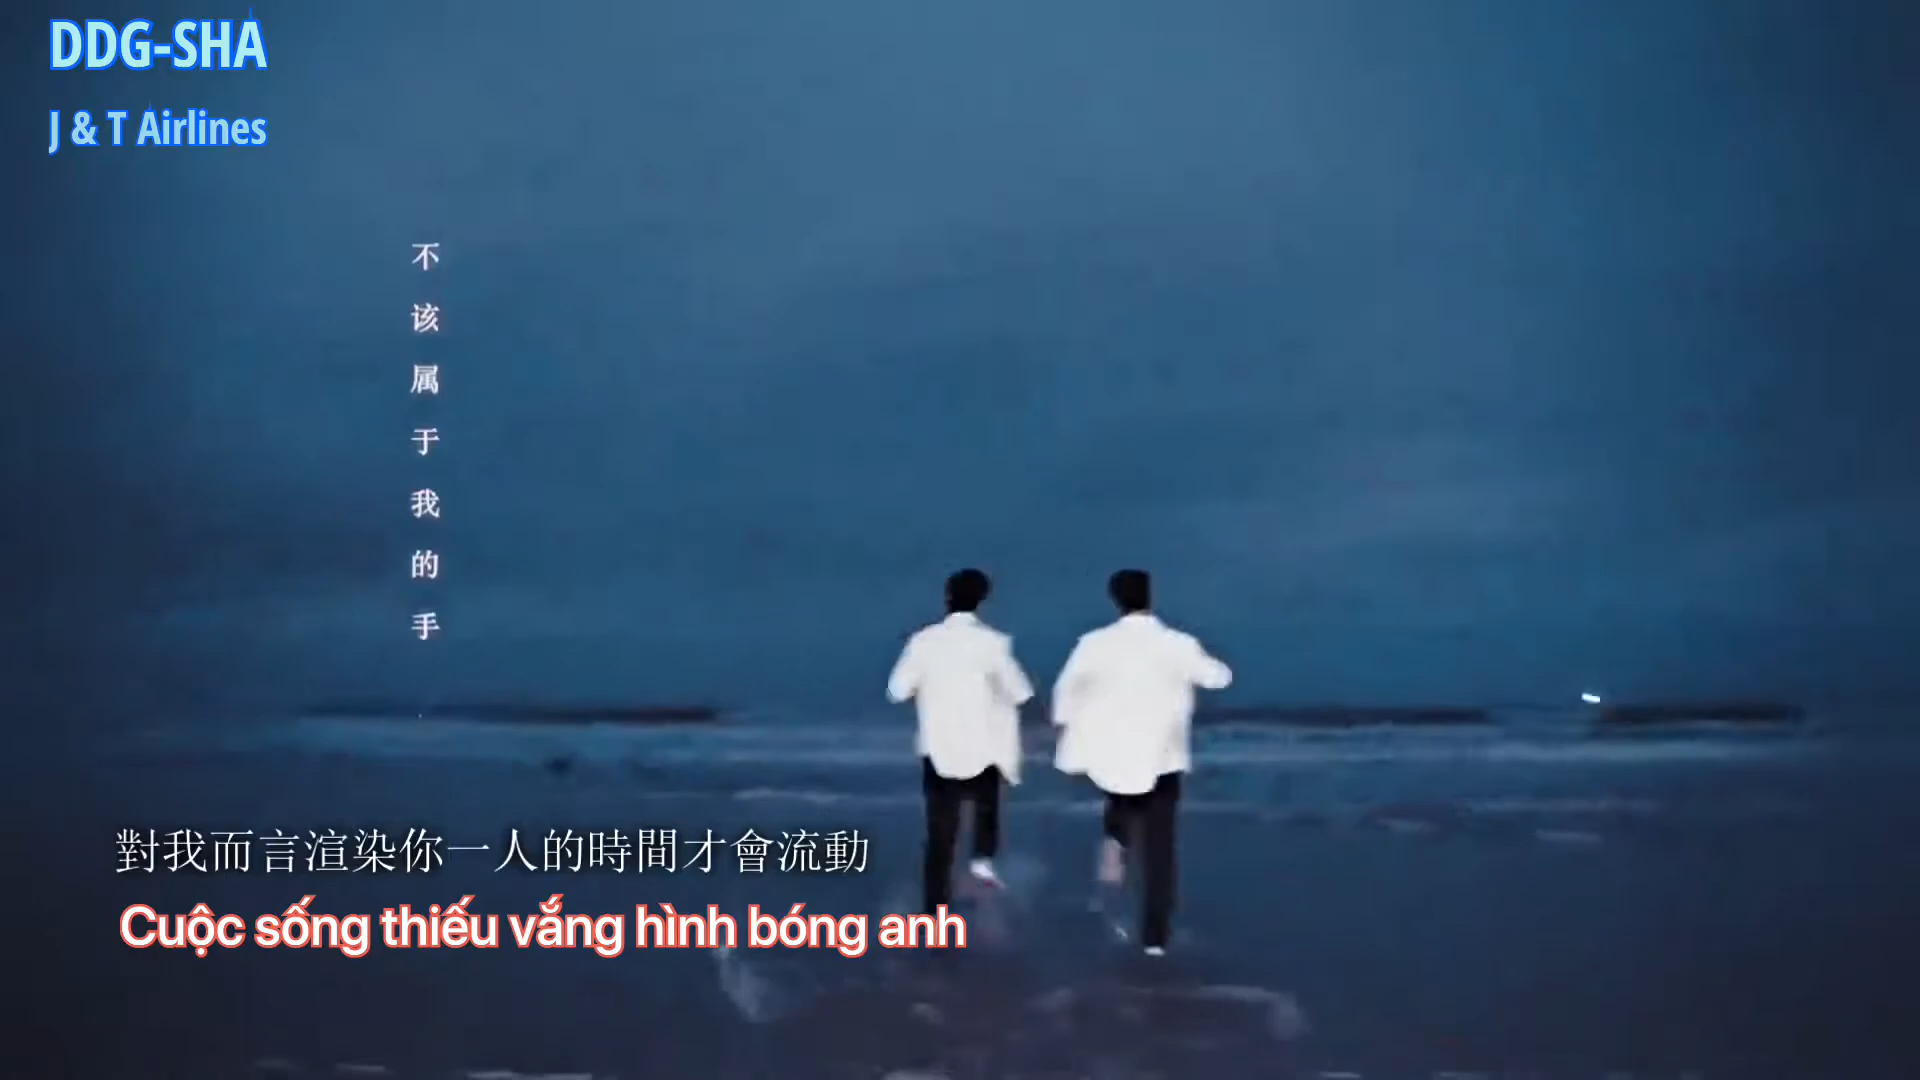 DDG-SHA
J & T Airlines
不该属于我的手
對我而言渲染你一人的時間才會流動
Cuộc sống thiếu vắng hình bóng anh